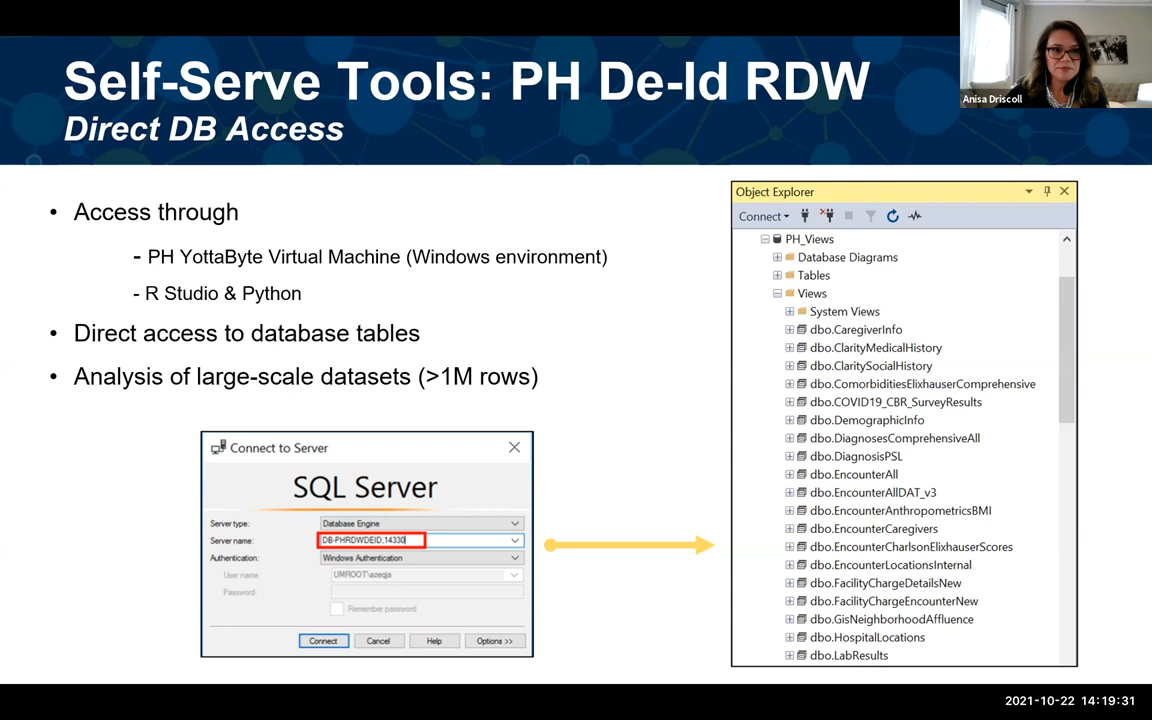 Self-Serve Tools: PH De-Id RDW
Direct DB Access
Anisa Driscoll
• Access through
- PH YottaByte Virtual Machine (Windows environment)
- R Studio & Python
• Direct access to database tables
• Analysis of large-scale datasets (>1M rows)
Connect to Server
SQL Server
Server type: Database Engine
Server name: DB-PHRDWDEID,14330
Authentication: Windows Authentication
User name: UMROOT\azeqja
Password:
Remember password
Connect Cancel Help Options >>
Object Explorer
Connect
PH_Views
Database Diagrams
Tables
Views
System Views
dbo.CaregiverInfo
dbo.ClarityMedicalHistory
dbo.ClaritySocialHistory
dbo.ComorbiditiesElixhauserComprehensive
dbo.COVID19_CBR_SurveyResults
dbo.DemographicInfo
dbo.DiagnosesComprehensiveAll
dbo.DiagnosisPSL
dbo.EncounterAll
dbo.EncounterAllDAT_v3
dbo.EncounterAnthropometricsBMI
dbo.EncounterCaregivers
dbo.EncounterCharlsonElixhauserScores
dbo.EncounterLocationsInternal
dbo.FacilityChargeDetailsNew
dbo.FacilityChargeEncounterNew
dbo.GisNeighborhoodAffluence
dbo.HospitalLocations
dbo.LabResults
2021-10-22 14:19:31